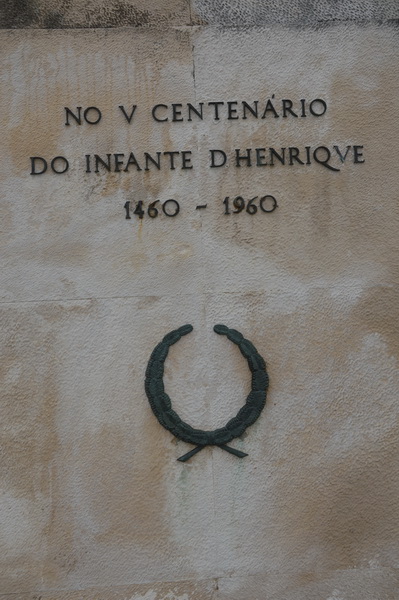 NO V CENTENÁRIO
DO INFANTE D HENRIQVE
1460 - 1960